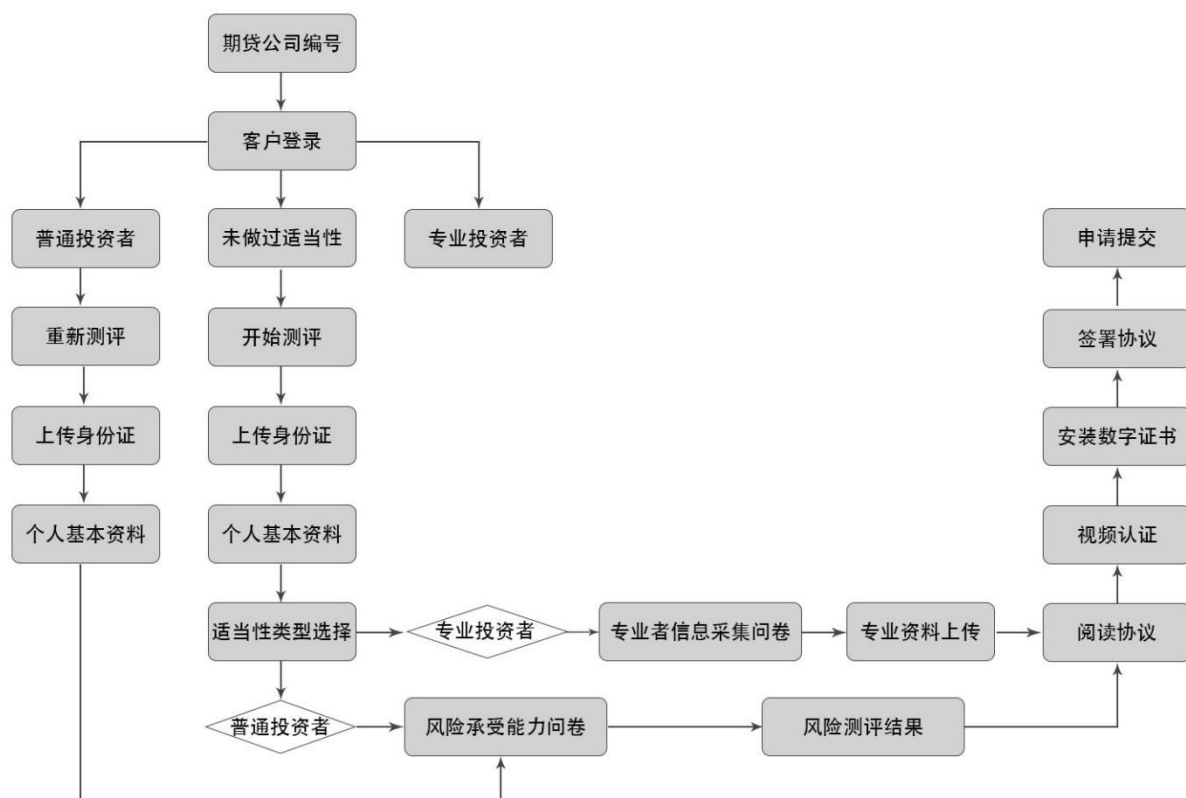 期贷公司编号
客户登录
普通投资者
未做过适当性
专业投资者
申请提交
重新测评
开始测评
签署协议
上传身份证
上传身份证
安装数字证书
个人基本资料
个人基本资料
视频认证
适当性类型选择
专业投资者
专业者信息采集问卷
专业资料上传
阅读协议
普通投资者
风险承受能力问卷
风险测评结果